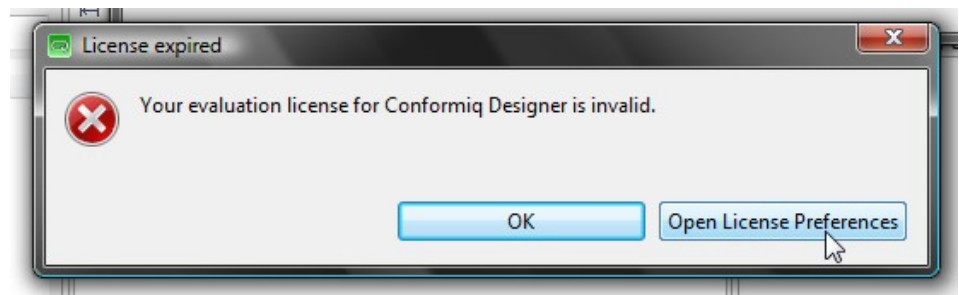 License expired
Your evaluation license for Conformiq Designer is invalid.
OK
Open License Preferences